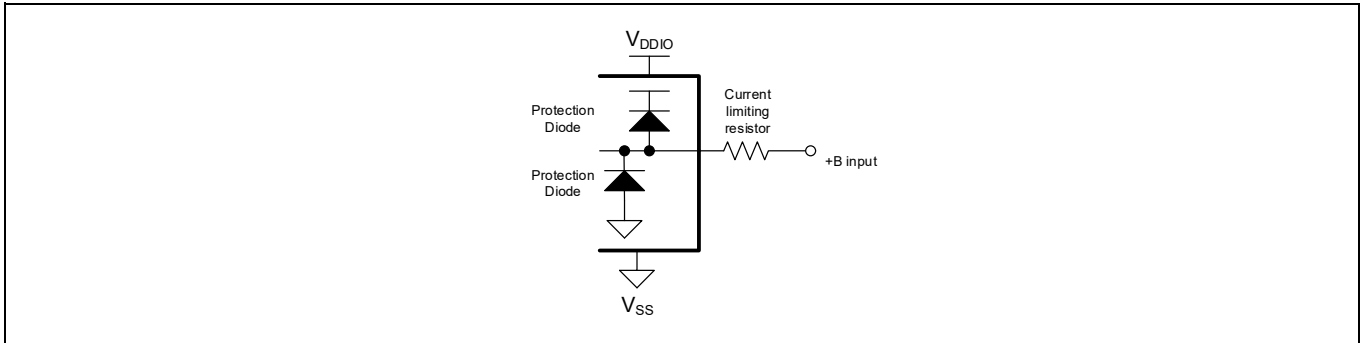 V_DDIO
Protection
Diode
Current
limiting
resistor
+B input
Protection
Diode
V_SS